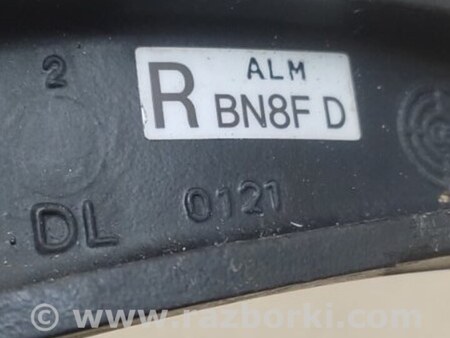 2
ALM
R BN8F D
DL 0121
© www.razborki.com